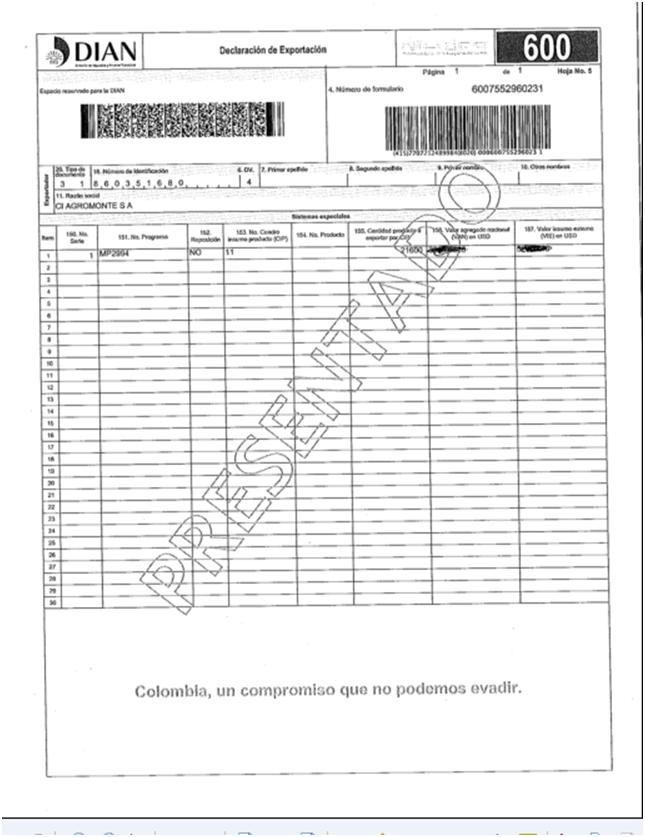 DIAN
Declaración de Exportación
600
Página 1 de 1 Hoja No. 5
Espacio reservado para la DIAN
4. Número de formulario 6007552960231
Exportador
25. Tipo de documento 18. Número de Identificación 6. DV. 7. Primer apellido 8. Segundo apellido 9. Primer nombre 10. Otros nombres
3 1 8 6 0 3 5 1 6 8 0 4
11. Razón social
CI AGROMONTE S A
Sistemas especiales
Item 150. No. Serie 151. No. Programa 152. Reposición 153. No. Cuadro insumo producto (CIP) 154. No. Producto 155. Cantidad producto a exportar por CIP 156. Valor agregado nacional (VAN) en USD 157. Valor insumo externo (VIE) en USD
1 1 MP2994 NO 11 21600
2
3
4
5
6
7
8
9
10
11
12
13
14
15
16
17
18
19
20
21
22
23
24
25
26
27
28
29
30
PRESENTADO
Colombia, un compromiso que no podemos evadir.